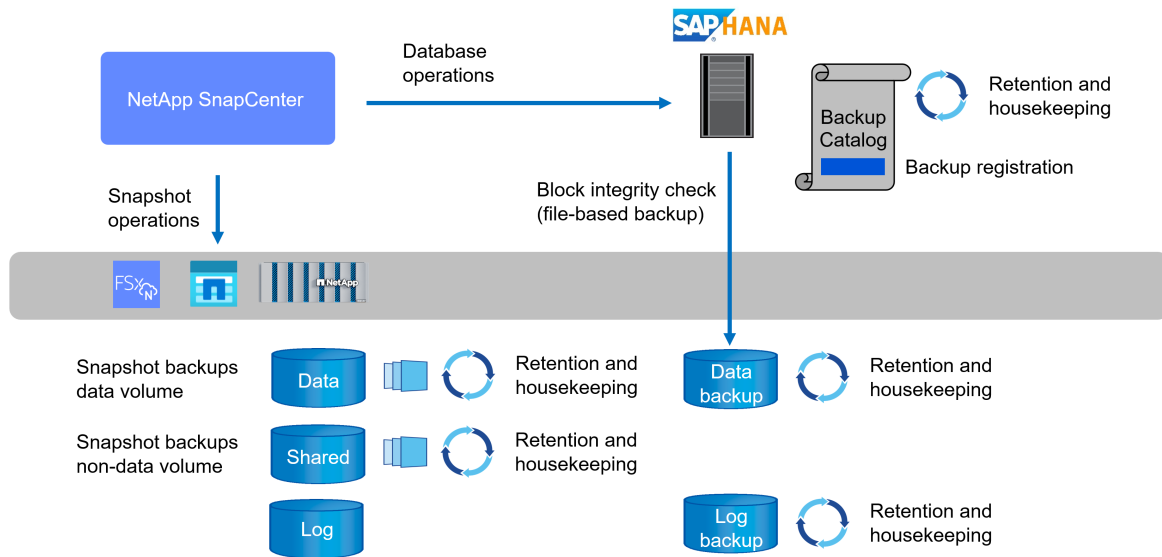 SAP HANA
®
Database
operations
NetApp SnapCenter
Retention and
housekeeping
Backup
Catalog
Backup registration
Snapshot
operations
Block integrity check
(file-based backup)
FSx
N
NetApp
Snapshot backups
data volume
Data
Retention and
housekeeping
Data
backup
Retention and
housekeeping
Snapshot backups
non-data volume
Shared
Retention and
housekeeping
Log
Log
backup
Retention and
housekeeping